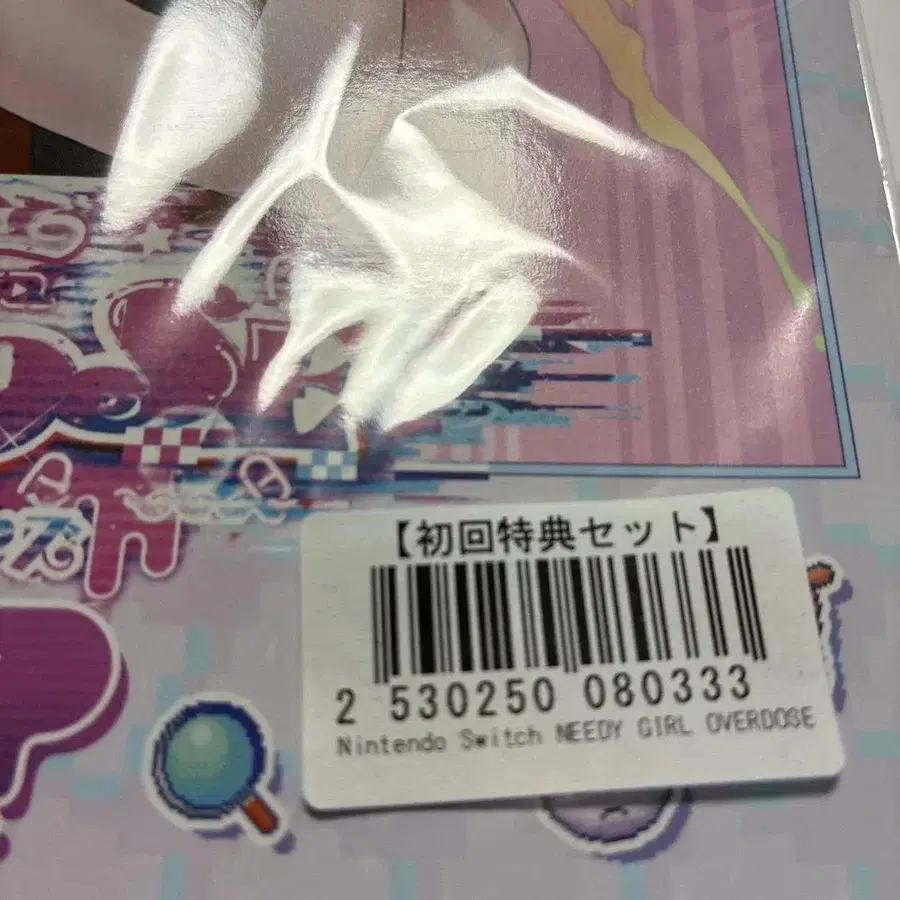 【初回特典セット】
2 530250 080333
Nintendo Switch NEEDY GIRL OVERDOSE